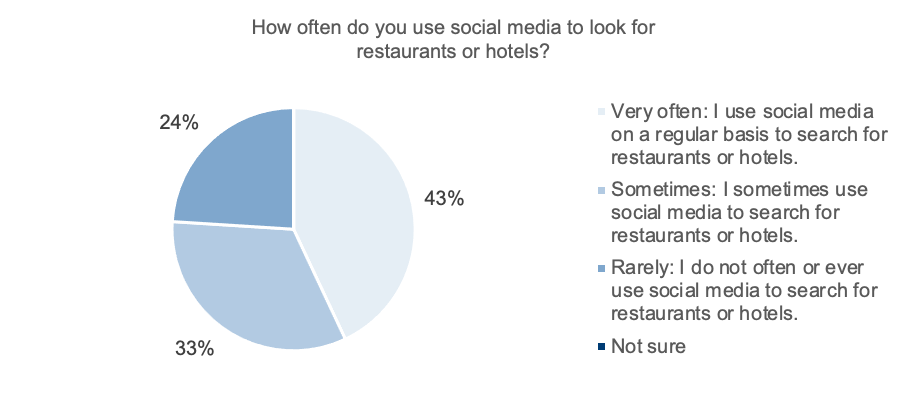 How often do you use social media to look for
restaurants or hotels?
24%
43%
33%
Very often: I use social media
on a regular basis to search for
restaurants or hotels.
Sometimes: I sometimes use
social media to search for
restaurants or hotels.
Rarely: I do not often or ever
use social media to search for
restaurants or hotels.
Not sure